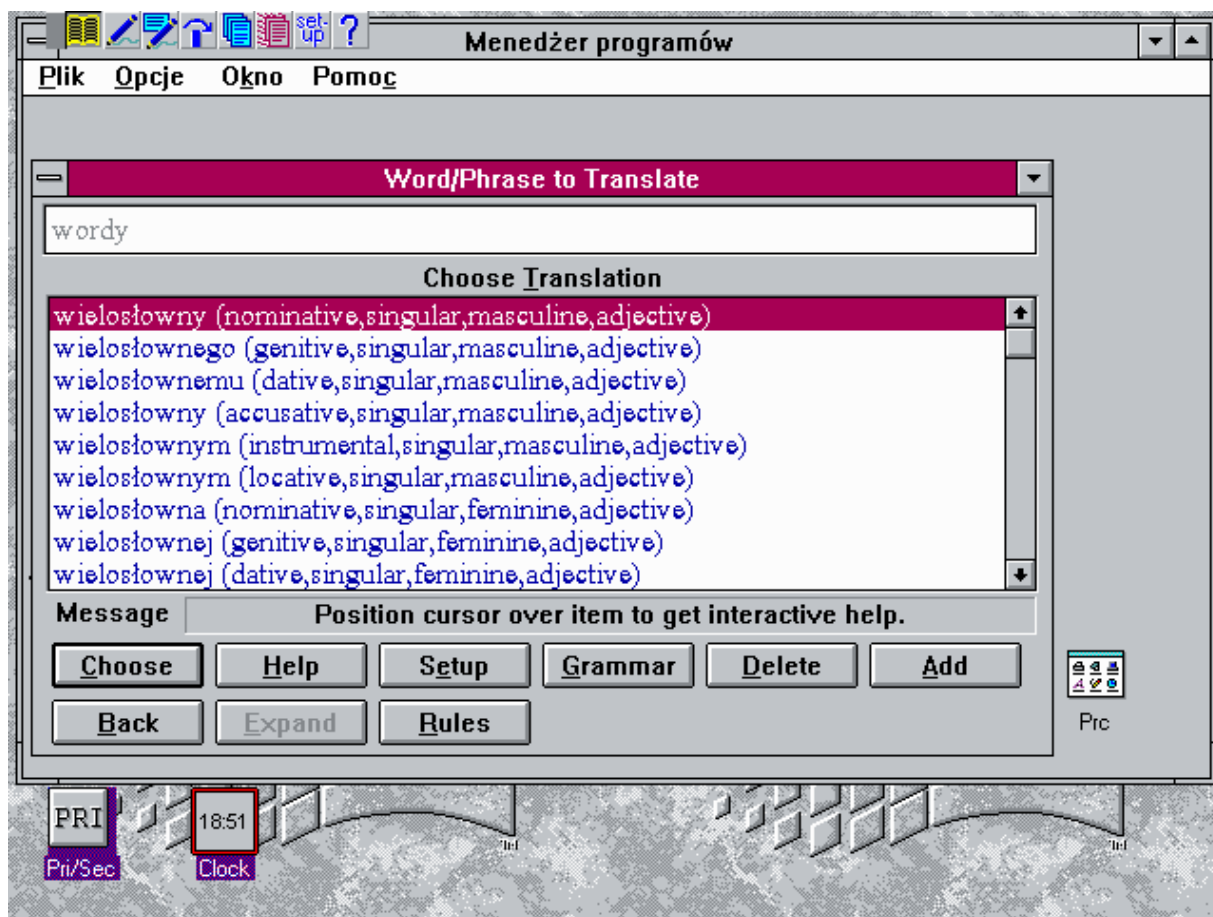 set-
up ?
Menedżer programów
Plik Opcje Okno Pomoc
Word/Phrase to Translate
wordy
Choose Translation
wielosłowny (nominative,singular,masculine,adjective)
wielosłownego (genitive,singular,masculine,adjective)
wielosłownemu (dative,singular,masculine,adjective)
wielosłowny (accusative,singular,masculine,adjective)
wielosłownym (instrumental,singular,masculine,adjective)
wielosłownym (locative,singular,masculine,adjective)
wielosłowna (nominative,singular,feminine,adjective)
wielosłownej (genitive,singular,feminine,adjective)
wielosłownej (dative,singular,feminine,adjective)
Message Position cursor over item to get interactive help.
Choose Help Setup Grammar Delete Add
Back Expand Rules
Prc
PRI 18:51
Pri/Sec Clock